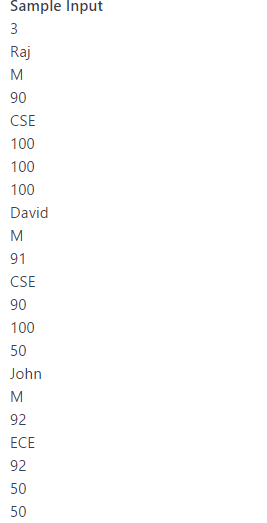 Sample Input
3
Raj
M
90
CSE
100
100
100
David
M
91
CSE
90
100
50
John
M
92
ECE
92
50
50